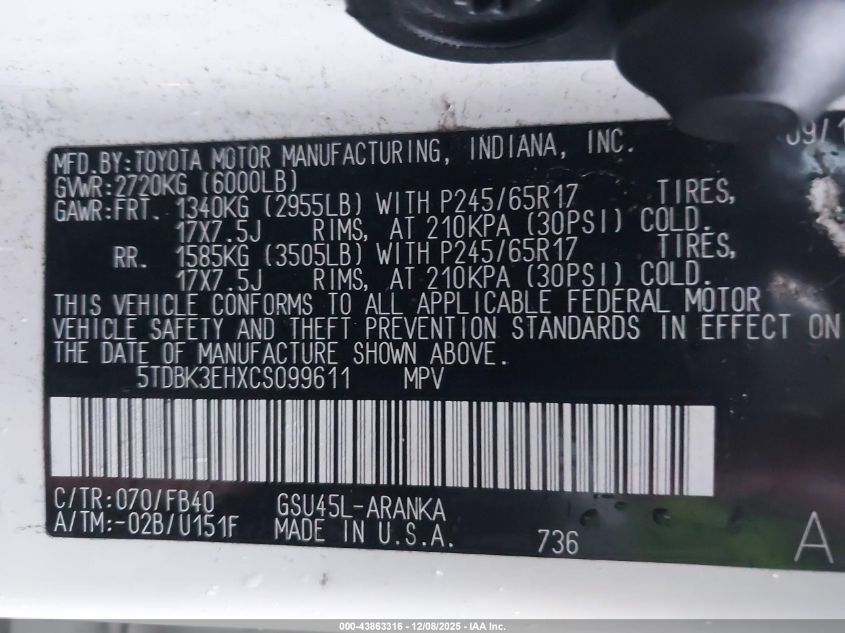 MFD.BY:TOYOTA MOTOR MANUFACTURING, INDIANA, INC. 09/1
GVWR:2720KG (6000LB)
GAWR:FRT. 1340KG (2955LB) WITH P245/65R17 TIRES,
17X7.5J RIMS, AT 210KPA (30PSI) COLD.
RR. 1585KG (3505LB) WITH P245/65R17 TIRES,
17X7.5J RIMS, AT 210KPA (30PSI) COLD.
THIS VEHICLE CONFORMS TO ALL APPLICABLE FEDERAL MOTOR
VEHICLE SAFETY AND THEFT PREVENTION STANDARDS IN EFFECT ON
THE DATE OF MANUFACTURE SHOWN ABOVE.
5TDBK3EHXCS099611 MPV
C/TR:070/FB40 GSU45L-ARANKA
A/TM:-02B/U151F MADE IN U.S.A. 736 A
000-43863316 - 12/08/2025 - IAA Inc.